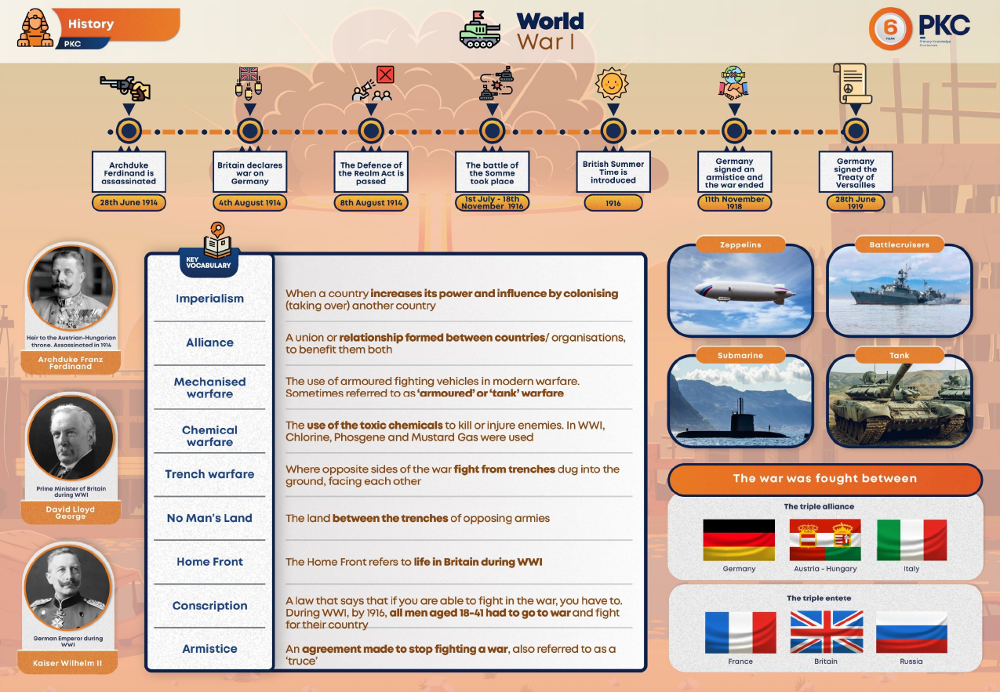 History
PKC
World
War I
6
YEAR
PKC
Primary Knowledge
Curriculum
Archduke
Ferdinand is
assassinated
28th June 1914
Britain declares
war on
Germany
4th August 1914
The Defence of
the Realm Act is
passed
8th August 1914
The battle of
the Somme
took place
1st July - 18th
November 1916
British Summer
Time is
introduced
1916
Germany
signed an
armistice and
the war ended
11th November
1918
Germany
signed the
Treaty of
Versailles
28th June
1919
Heir to the Austrian-Hungarian
throne. Assassinated in 1914
Archduke Franz
Ferdinand
Prime Minister of Britain
during WWI
David Lloyd
George
German Emperor during
WWI
Kaiser Wilhelm II
KEY
VOCABULARY
Imperialism
When a country increases its power and influence by colonising
(taking over) another country
Alliance
A union or relationship formed between countries/ organisations,
to benefit them both
Mechanised
warfare
The use of armoured fighting vehicles in modern warfare.
Sometimes referred to as ‘armoured’ or ‘tank’ warfare
Chemical
warfare
The use of the toxic chemicals to kill or injure enemies. In WWI,
Chlorine, Phosgene and Mustard Gas were used
Trench warfare
Where opposite sides of the war fight from trenches dug into the
ground, facing each other
No Man’s Land
The land between the trenches of opposing armies
Home Front
The Home Front refers to life in Britain during WWI
Conscription
A law that says that if you are able to fight in the war, you have to.
During WWI, by 1916, all men aged 18-41 had to go to war and fight
for their country
Armistice
An agreement made to stop fighting a war, also referred to as a
‘truce’
Zeppelins
Battlecruisers
Submarine
Tank
The war was fought between
The triple alliance
Germany
Austria - Hungary
Italy
The triple entete
France
Britain
Russia